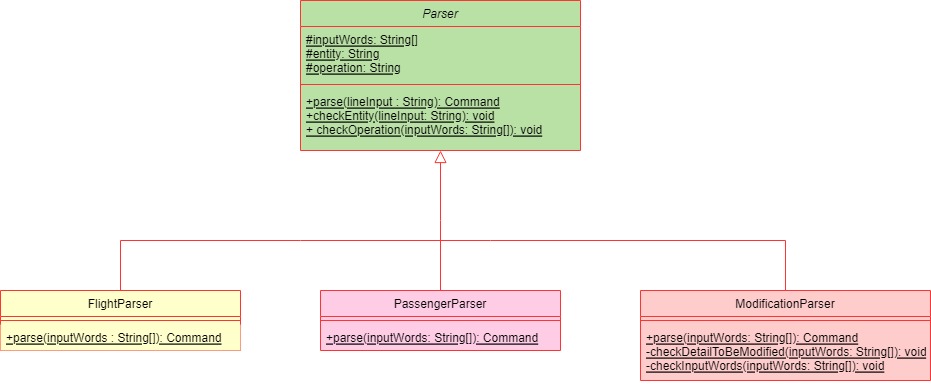 Parser
#inputWords: String[]
#entity: String
#operation: String
+parse(lineInput : String): Command
+checkEntity(lineInput: String): void
+ checkOperation(inputWords: String[]): void
FlightParser
+parse(inputWords : String[]): Command
PassengerParser
+parse(inputWords: String[]): Command
ModificationParser
+parse(inputWords: String[]): Command
-checkDetailToBeModified(inputWords: String[]): void
-checkInputWords(inputWords: String[]): void